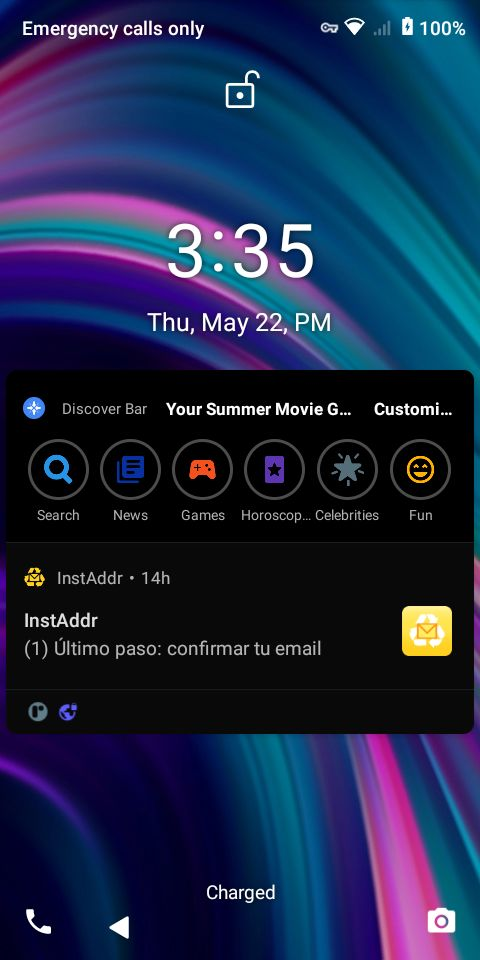 Emergency calls only 100%
3:35
Thu, May 22, PM
Discover Bar Your Summer Movie G... Customi...
Search News Games Horoscop... Celebrities Fun
InstAddr • 14h
InstAddr
(1) Último paso: confirmar tu email
Charged